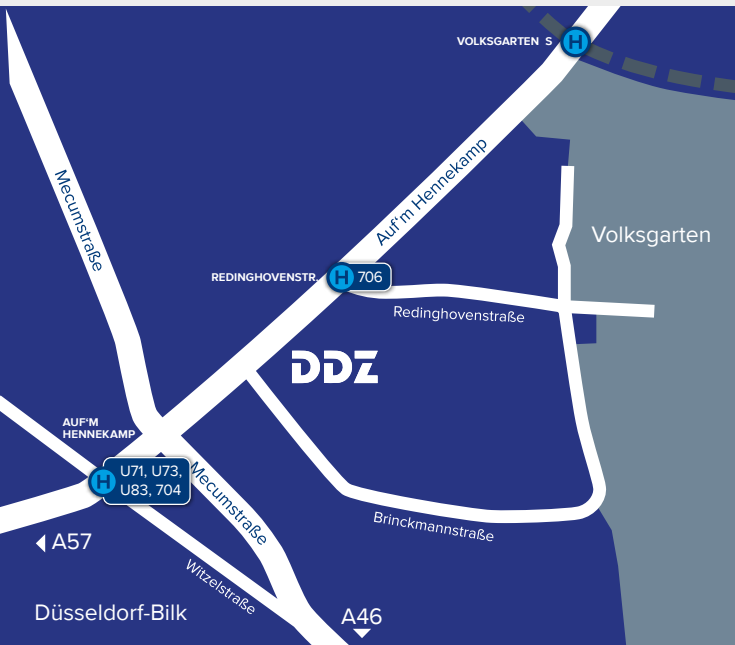 VOLKSGARTEN S
H
Auf'm Hennekamp
Mecumstraße
Volksgarten
REDINGHOVENSTR.
H
706
Redinghovenstraße
DDZ
AUF'M
HENNEKAMP
H
U71, U73,
U83, 704
Mecumstraße
Brinckmannstraße
A57
Witzelstraße
Düsseldorf-Bilk
A46